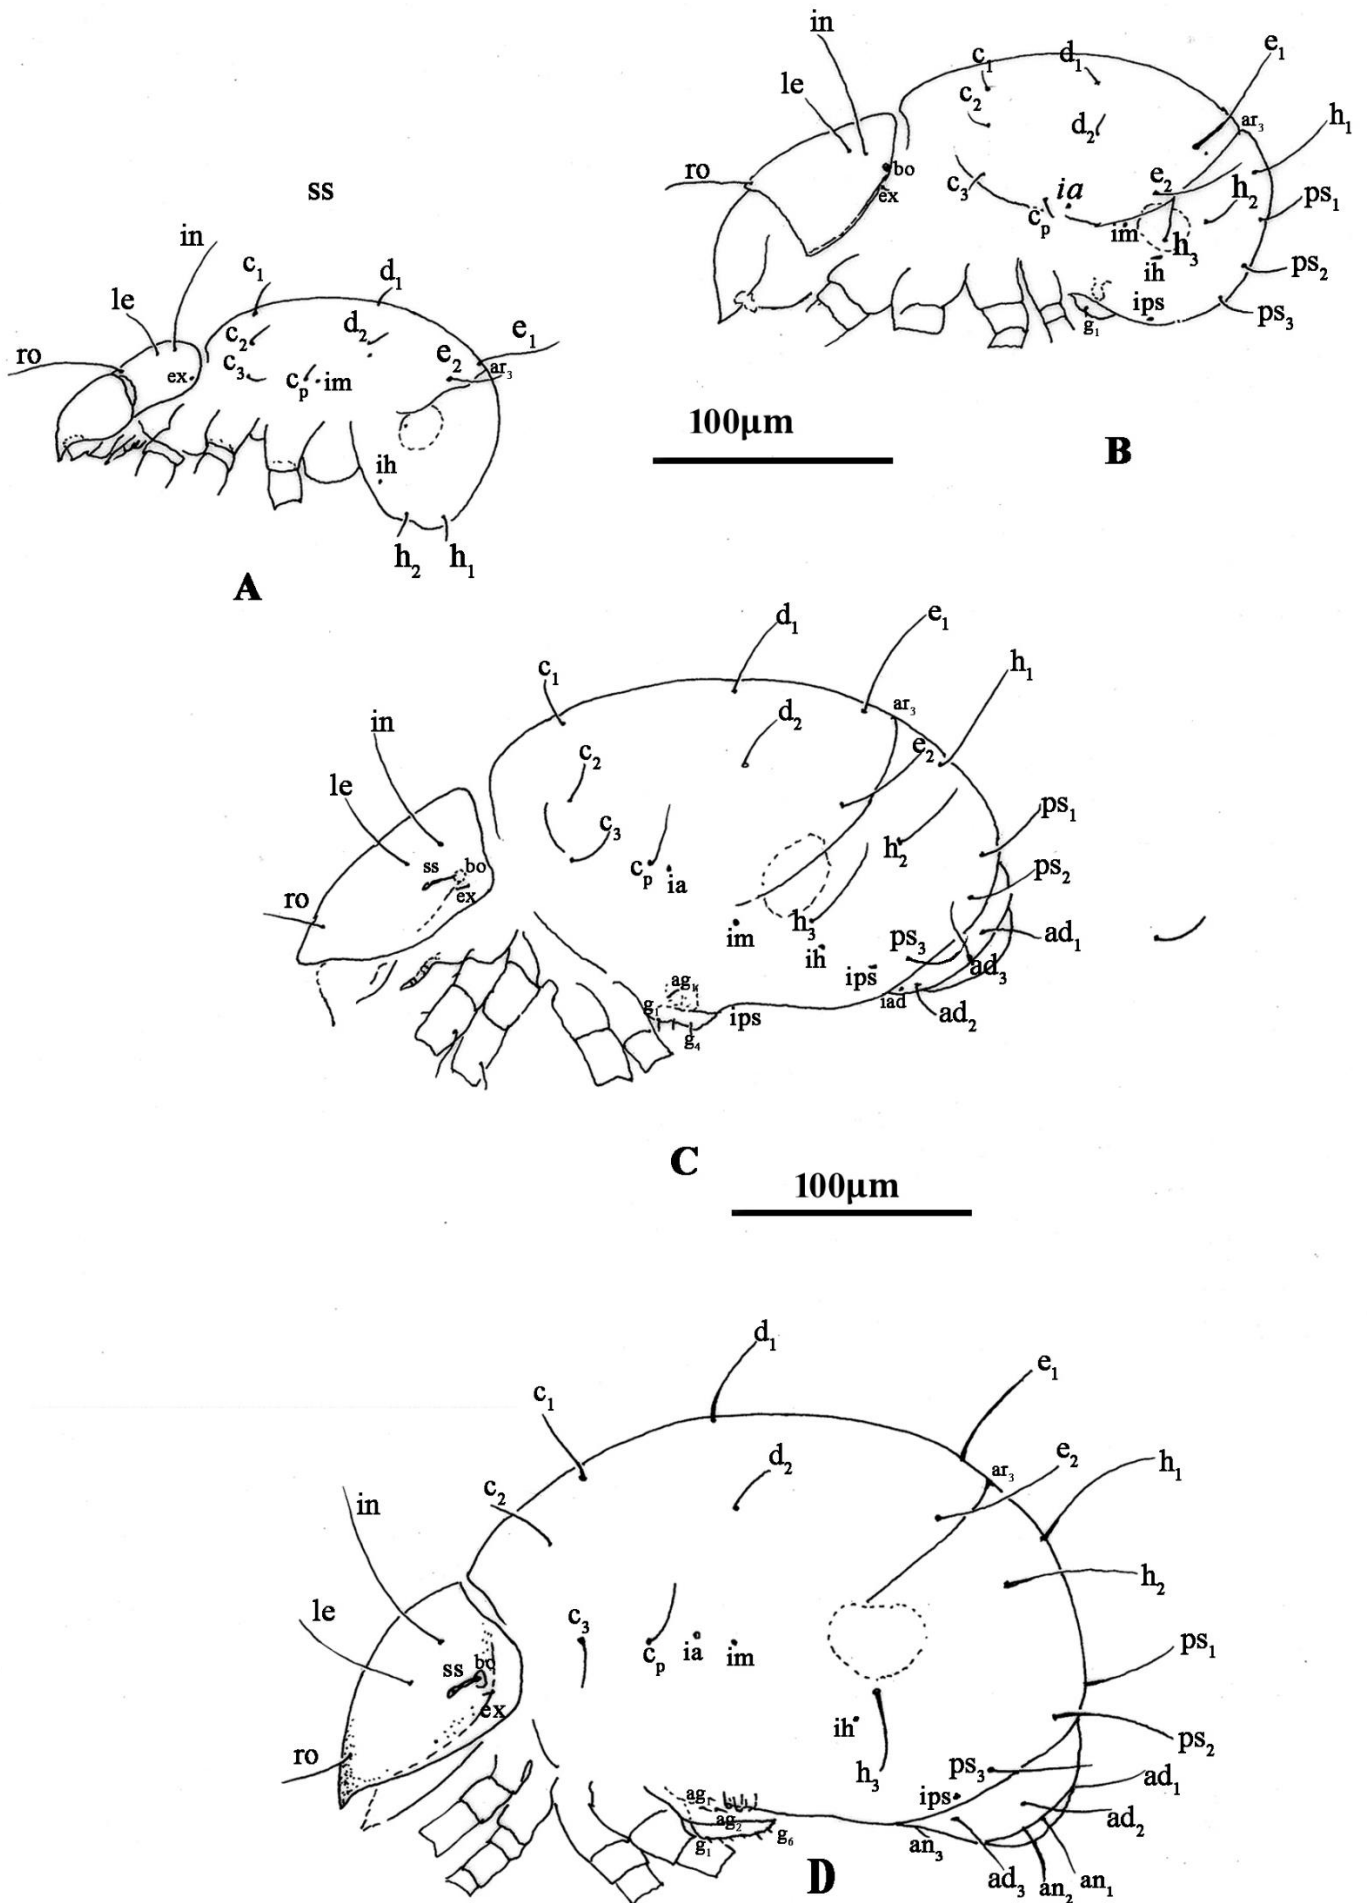 ss
in
c1
d1
le
c2
d2
e1
ro
ex
c3
cp
im
e2
ar3
ih
h2
h1
A
in
c1
d1
e1
le
c2
d2
ar3
h1
ro
bo
ex
c3
cp
ia
e2
h2
ps1
im
h3
ih
ps2
ips
g1
ps3
100µm
B
d1
e1
c1
h1
in
d2
ar3
e2
le
c2
c3
ps1
ss
bo
ex
cp
ia
h2
ps2
ro
im
h3
ih
ps3
ad1
ips
ad3
iad
ad2
ag1
g1
ips
g4
C
100µm
d1
c1
e1
c2
d2
ar3
e2
h1
in
h2
le
c3
cp
ia
im
ps1
ss
bo
ex
ih
ps2
ro
h3
ps3
ad1
ips
ad2
ag1
ag2
g1
g6
an3
ad3
an2
an1
D